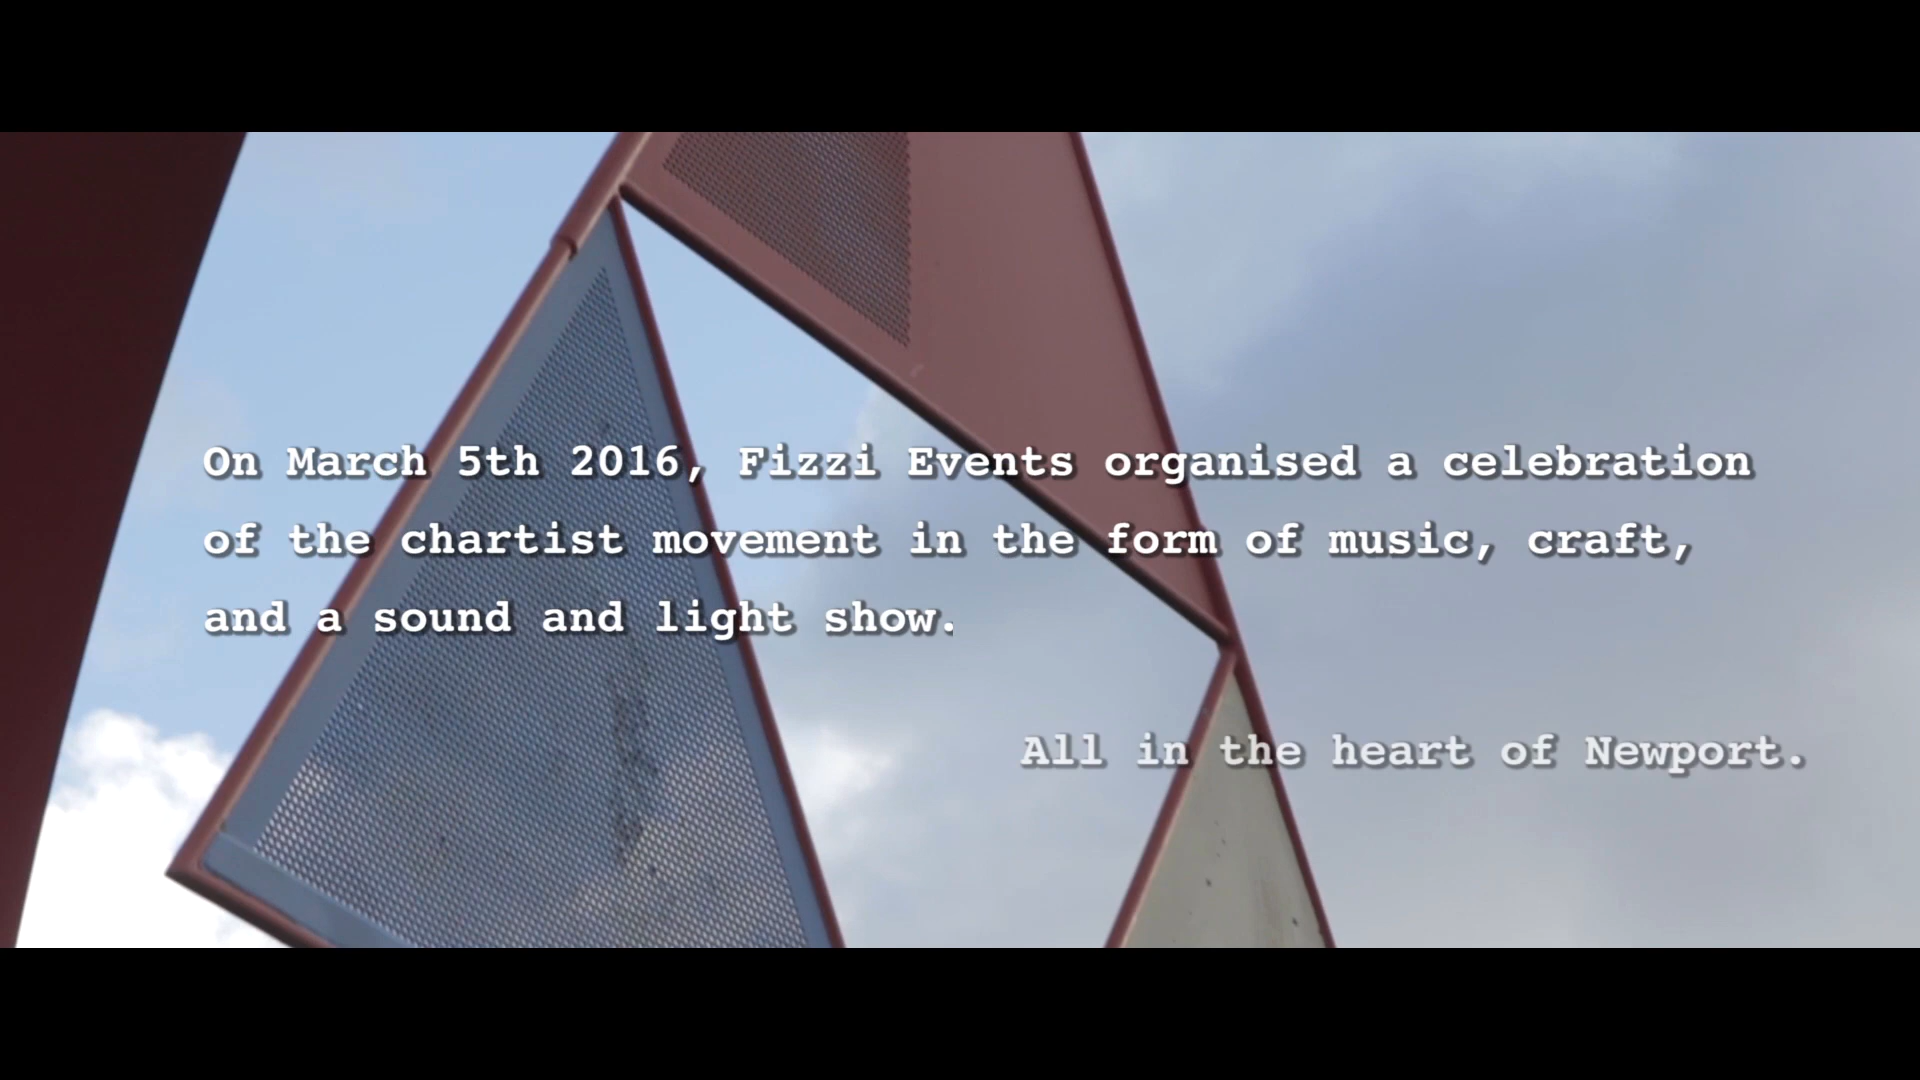 On March 5th 2016, Fizzi Events organised a celebration
of the chartist movement in the form of music, craft,
and a sound and light show.
All in the heart of Newport.